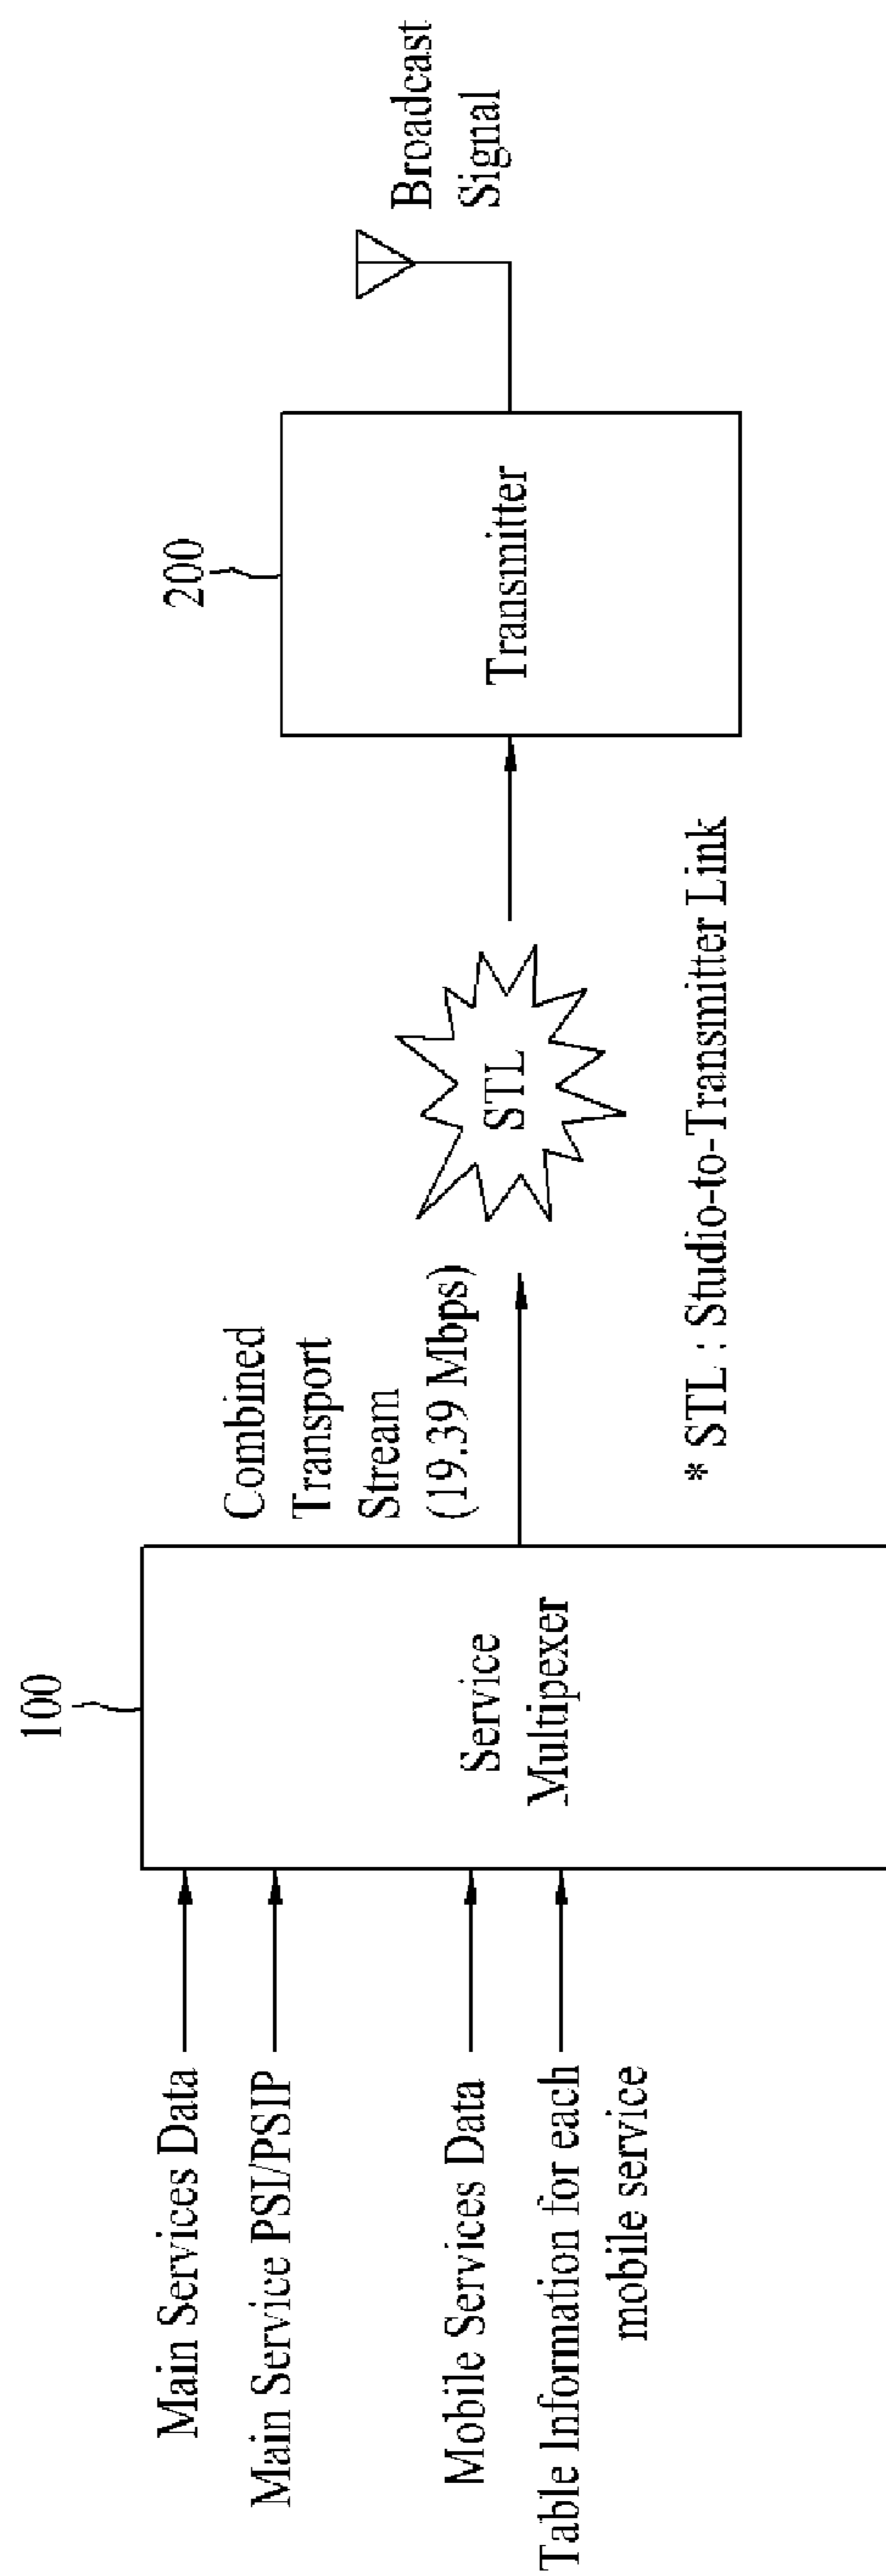 Main Services Data
Main Service PSI/PSIP
Mobile Services Data
Table Information for each
mobile service
100
Service
Multipexer
Combined
Transport
Stream
(19.39 Mbps)
STL
* STL : Studio-to-Transmitter Link
200
Transmitter
Broadcast
Signal